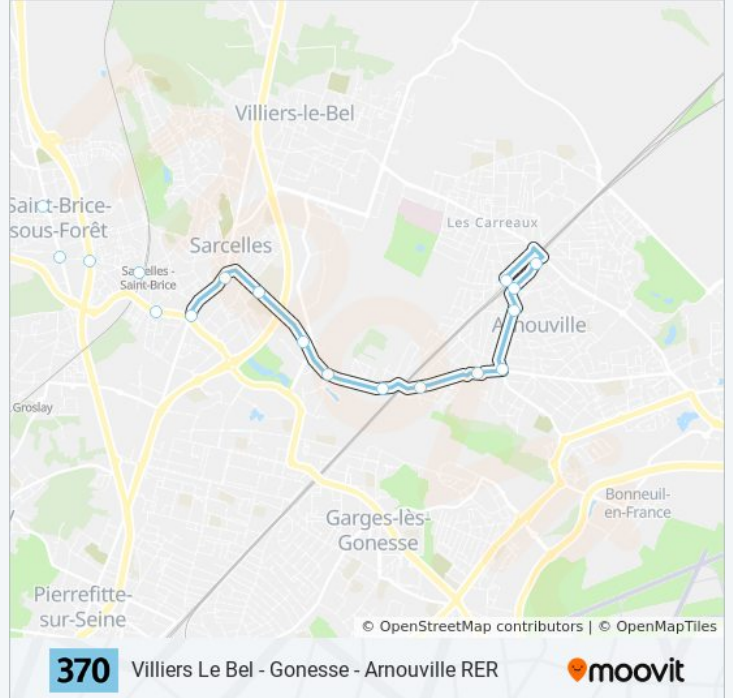 Villiers-le-Bel
Saint-Brice-
sous-Forêt
Les Carreaux
Sarcelles
Sarcelles -
Saint-Brice
Arnouville
Groslay
Bonneuil-
en-France
Garges-lès-
Gonesse
Pierrefitte-
sur-Seine
© OpenStreetMap contributors | © OpenMapTiles
370 Villiers Le Bel - Gonesse - Arnouville RER moovit